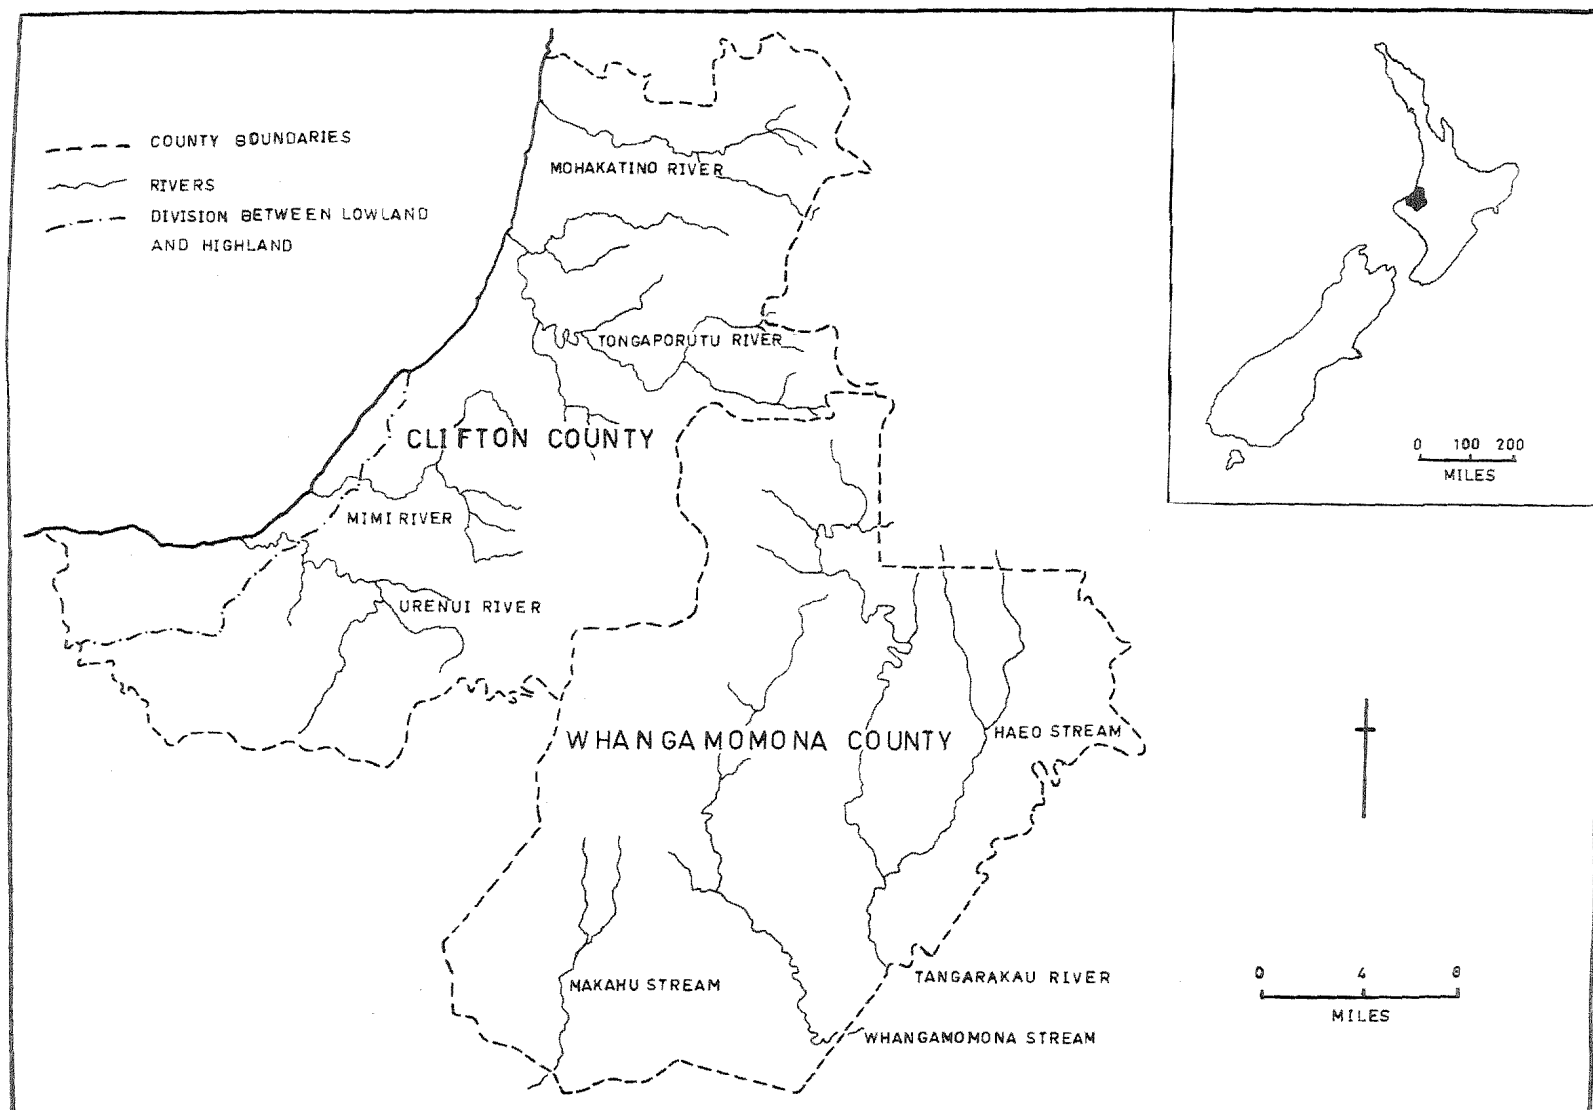 COUNTY BOUNDARIES
RIVERS
DIVISION BETWEEN LOWLAND
AND HIGHLAND
MOHAKATINO RIVER
TONGAPORUTU RIVER
CLIFTON COUNTY
MIMI RIVER
URENUI RIVER
WHANGAMOMONA COUNTY
HAEO STREAM
MAKAHU STREAM
TANGARAKAU RIVER
WHANGAMOMONA STREAM
0 100 200
MILES
0 4 8
MILES